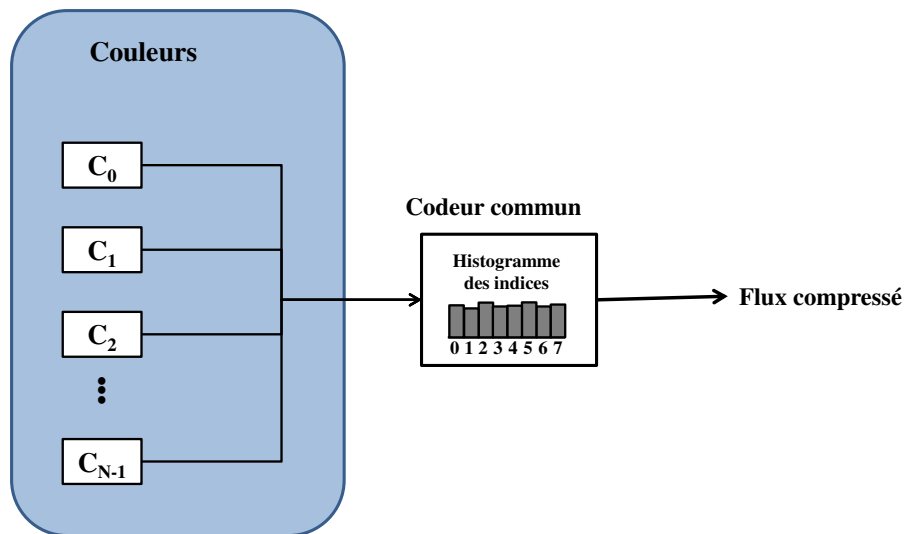 Couleurs
C0
C1
C2
CN-1
Codeur commun
Histogramme
des indices
0 1 2 3 4 5 6 7
Flux compressé